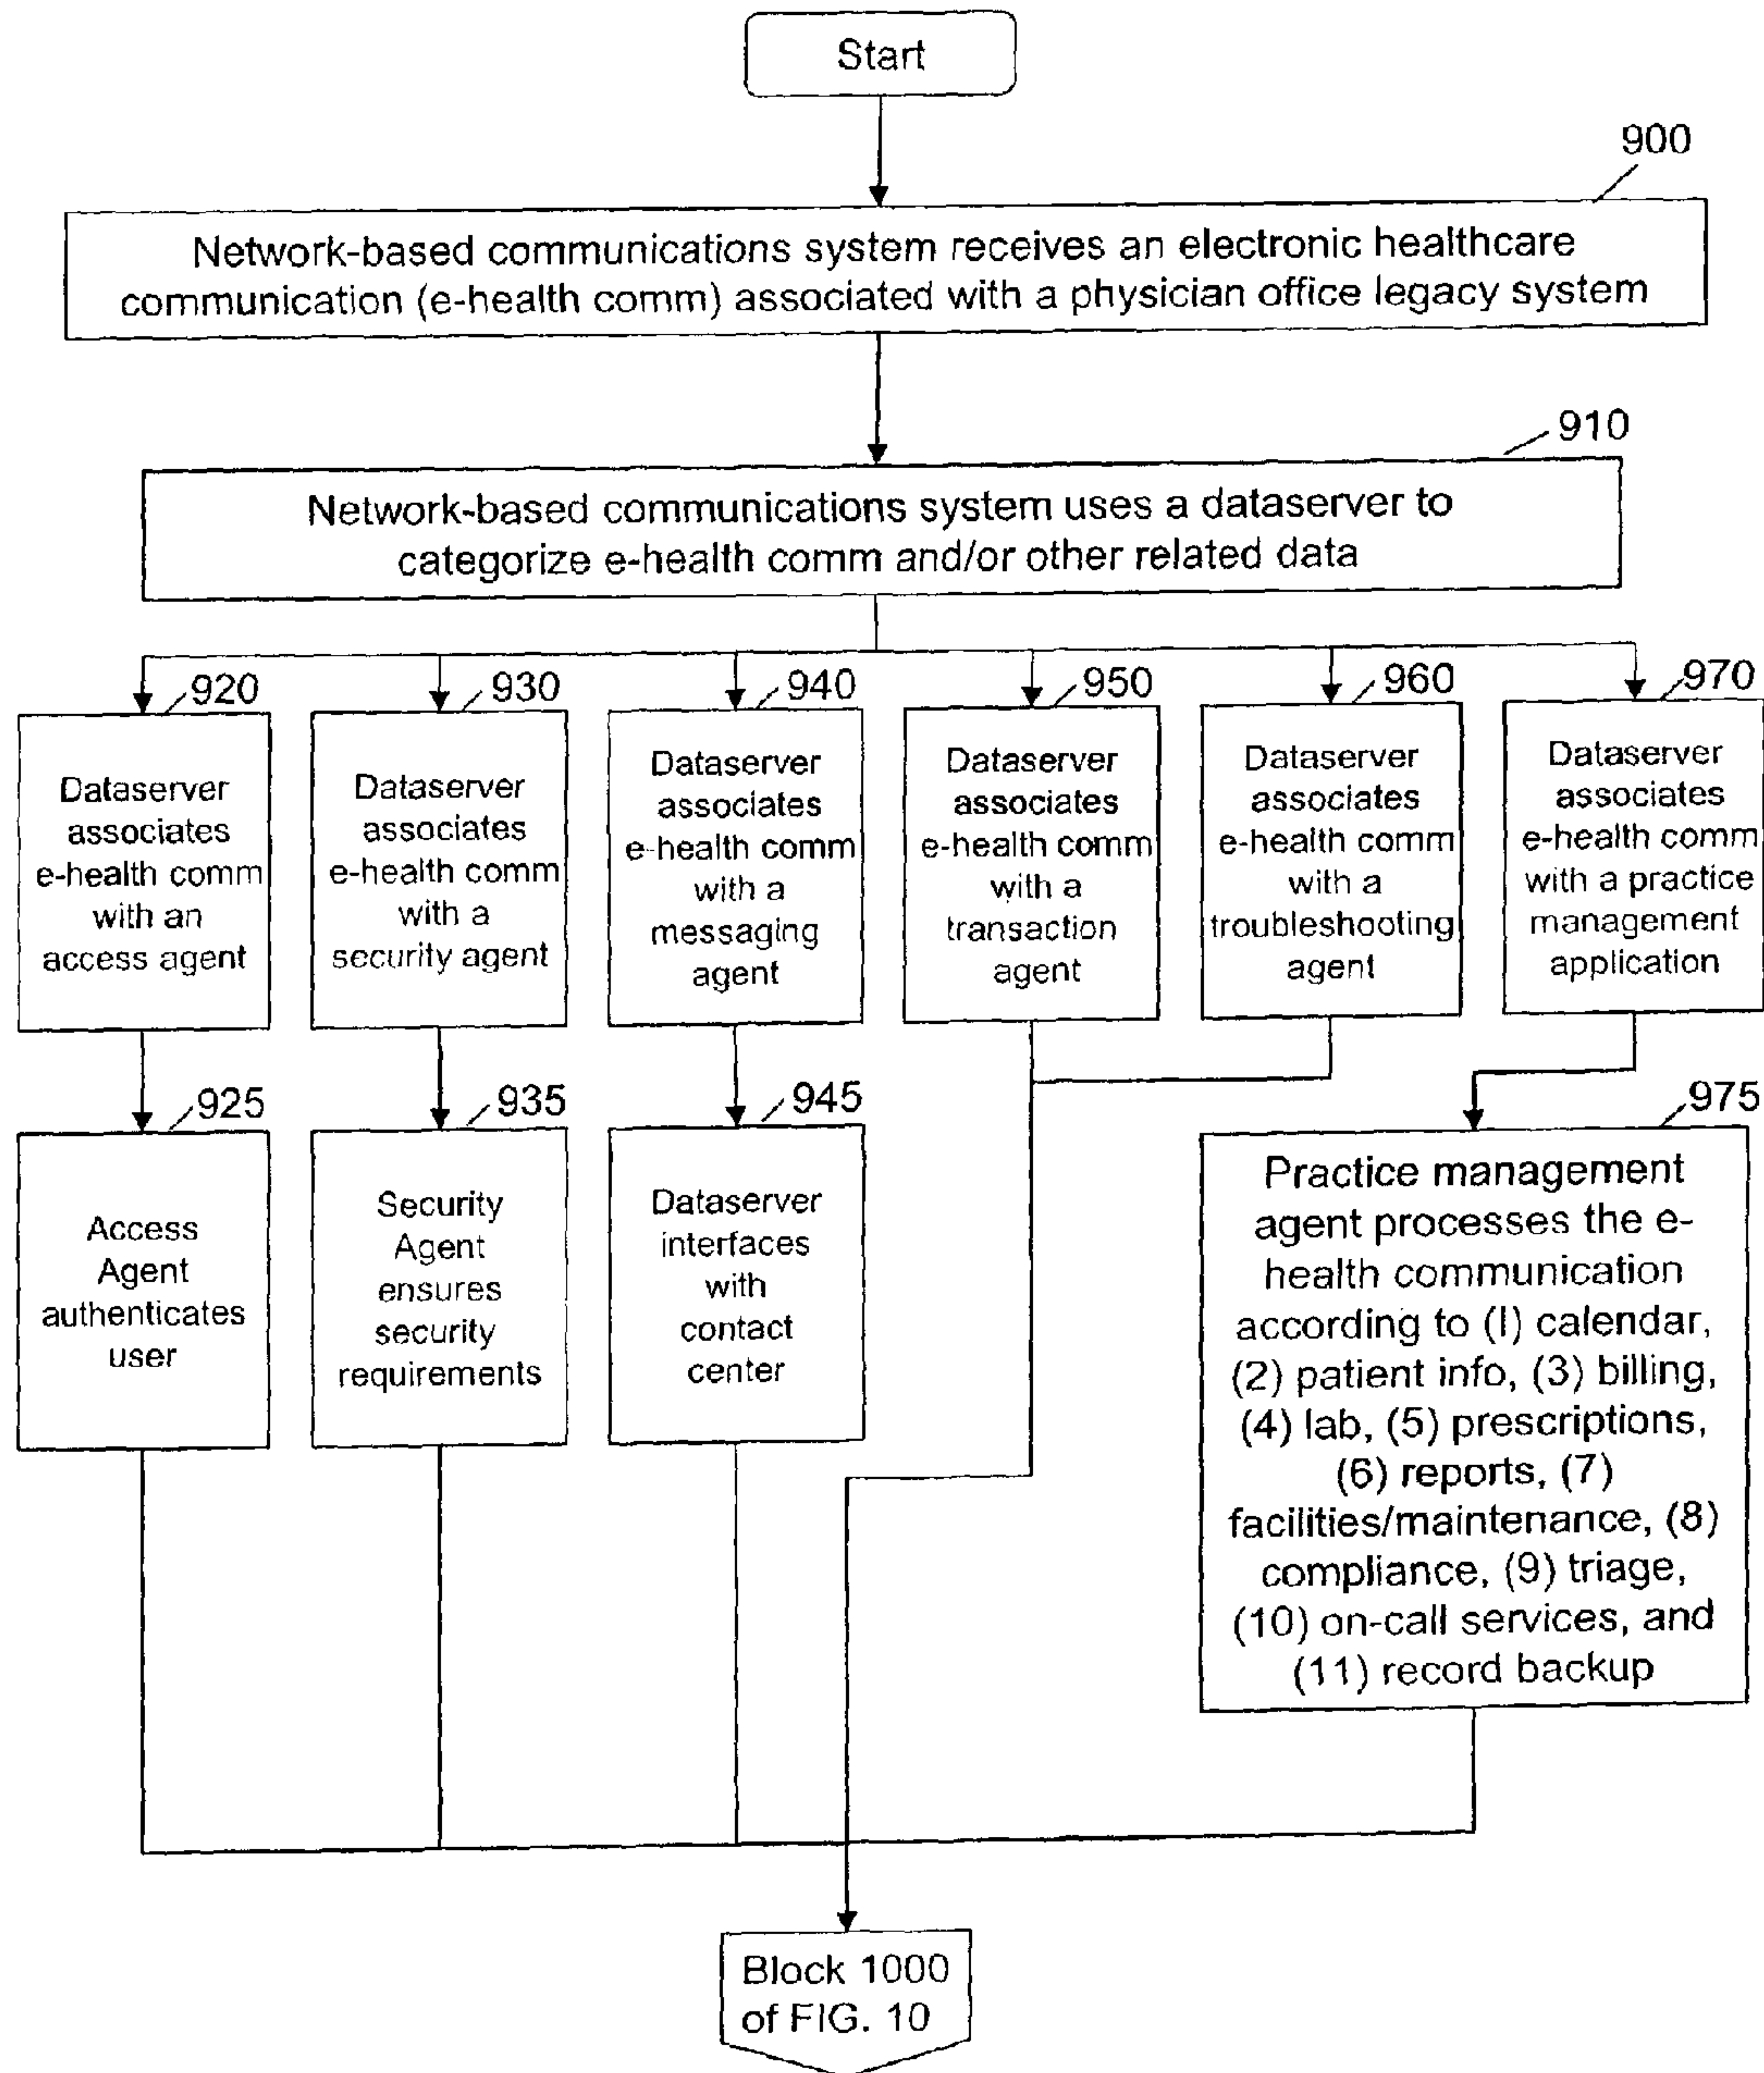 Start
900
Network-based communications system receives an electronic healthcare
communication (e-health comm) associated with a physician office legacy system
910
Network-based communications system uses a dataserver to
categorize e-health comm and/or other related data
920
Dataserver
associates
e-health comm
with an
access agent
930
Dataserver
associates
e-health comm
with a
security agent
940
Dataserver
associates
e-health comm
with a
messaging
agent
950
Dataserver
associates
e-health comm
with a
transaction
agent
960
Dataserver
associates
e-health comm
with a
troubleshooting
agent
970
Dataserver
associates
e-health comm
with a practice
management
application
925
Access
Agent
authenticates
user
935
Security
Agent
ensures
security
requirements
945
Dataserver
interfaces
with
contact
center
975
Practice management
agent processes the e-
health communication
according to (I) calendar,
(2) patient info, (3) billing,
(4) lab, (5) prescriptions,
(6) reports, (7)
facilities/maintenance, (8)
compliance, (9) triage,
(10) on-call services, and
(11) record backup
Block 1000
of FIG. 10